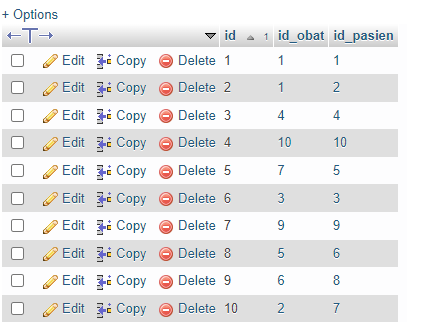 + Options
id 1 id_obat id_pasien
Edit Copy Delete 1 1 1
Edit Copy Delete 2 1 2
Edit Copy Delete 3 4 4
Edit Copy Delete 4 10 10
Edit Copy Delete 5 7 5
Edit Copy Delete 6 3 3
Edit Copy Delete 7 9 9
Edit Copy Delete 8 5 6
Edit Copy Delete 9 6 8
Edit Copy Delete 10 2 7